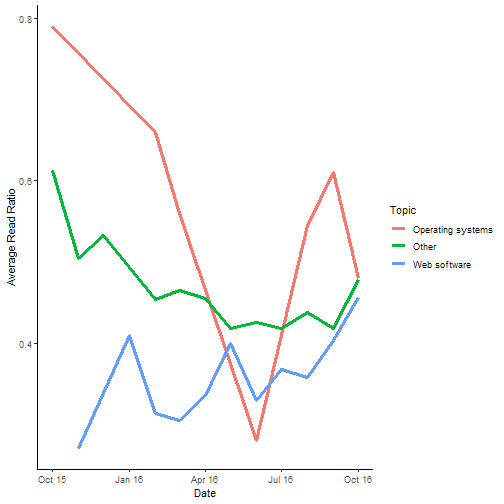 0.8
0.6
0.4
Average Read Ratio
Oct 15 Jan 16 Apr 16 Jul 16 Oct 16
Date
Topic
Operating systems
Other
Web software